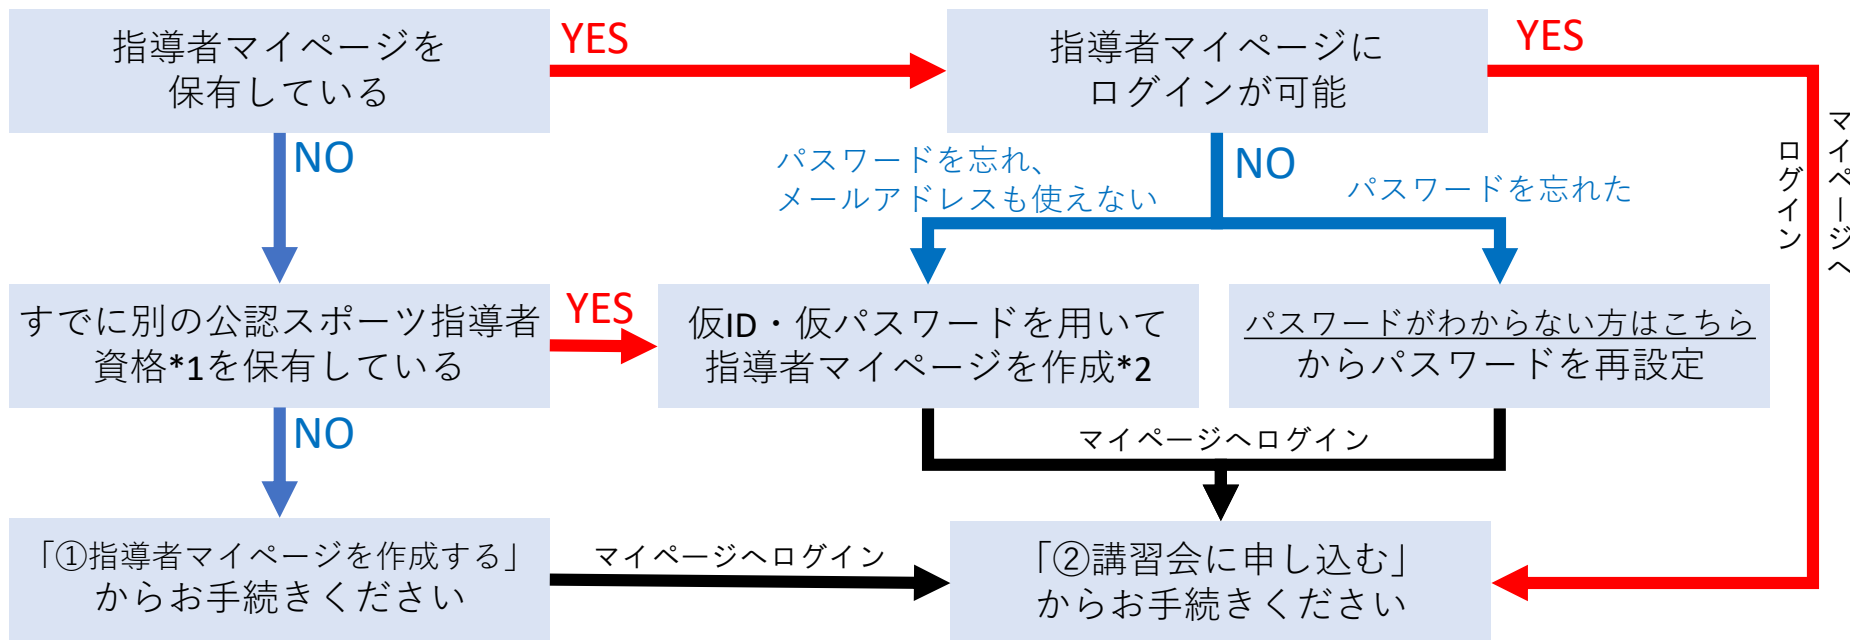 指導者マイページを
保有している
YES
指導者マイページに
ログインが可能
YES
マイページへ
ログイン
NO
パスワードを忘れ、
メールアドレスも使えない
NO
パスワードを忘れた
すでに別の公認スポーツ指導者
資格*1を保有している
YES
仮ID・仮パスワードを用いて
指導者マイページを作成*2
パスワードがわからない方はこちら
からパスワードを再設定
NO
マイページへログイン
「①指導者マイページを作成する」
からお手続きください
マイページへログイン
「②講習会に申し込む」
からお手続きください